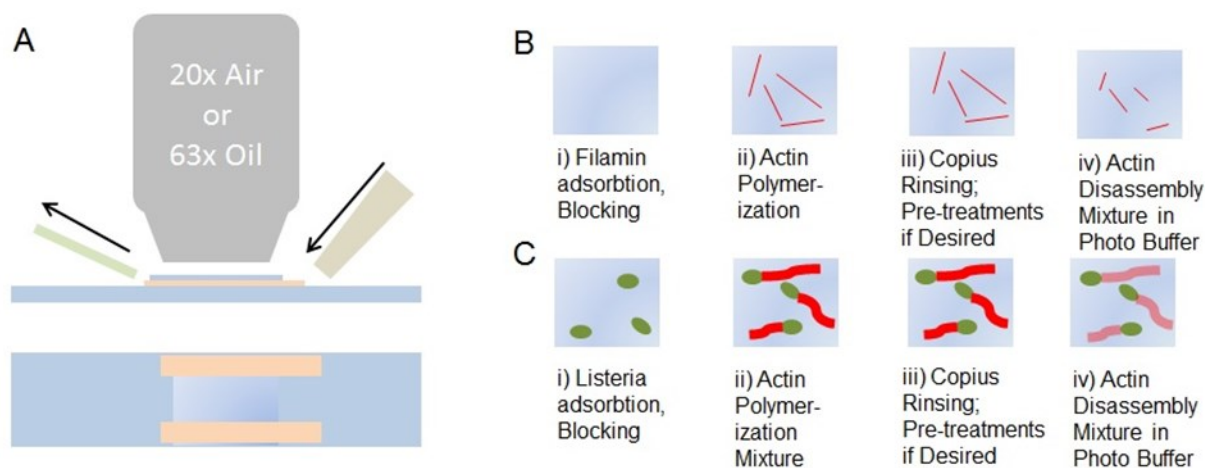 A
20x Air
or
63x Oil
B
i) Filamin
adsorbtion,
Blocking
ii) Actin
Polymer-
ization
iii) Copius
Rinsing;
Pre-treatments
if Desired
iv) Actin
Disassembly
Mixture in
Photo Buffer
C
i) Listeria
adsorbtion,
Blocking
ii) Actin
Polymer-
ization
Mixture
iii) Copius
Rinsing;
Pre-treatments
if Desired
iv) Actin
Disassembly
Mixture in
Photo Buffer